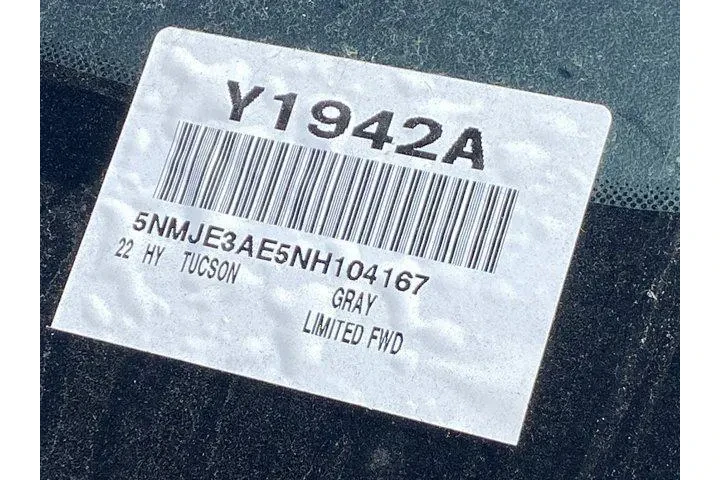 Y1942A
5NMJE3AE5NH104167
22 HY TUCSON
GRAY
LIMITED FWD